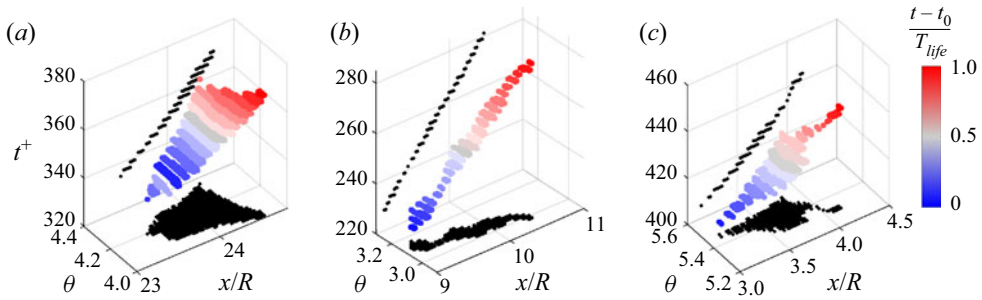 (a)
380
360
t+
340
320
4.4
4.2
4.0
θ
23
24
x/R
(b)
280
260
240
220
3.2
3.0
θ
9
10
11
x/R
(c)
460
440
420
400
5.6
5.4
5.2
θ
3.0
3.5
4.0
4.5
x/R
t − t0
Tlife
1.0
0.5
0